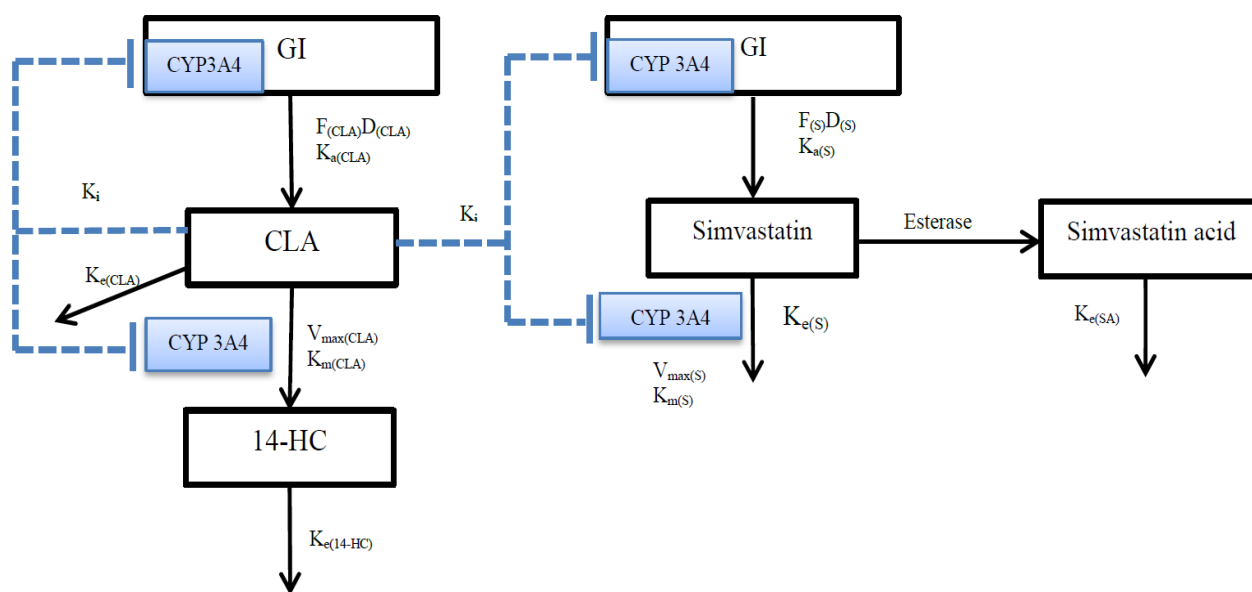 GI
CYP3A4
F(CLA)D(CLA)
Ka(CLA)
Ki
CLA
Ke(CLA)
CYP 3A4
Vmax(CLA)
Km(CLA)
14-HC
Ke(14-HC)
Ki
GI
CYP 3A4
F(S)D(S)
Ka(S)
Simvastatin
Esterase
Simvastatin acid
CYP 3A4
Ke(S)
Vmax(S)
Km(S)
Ke(SA)